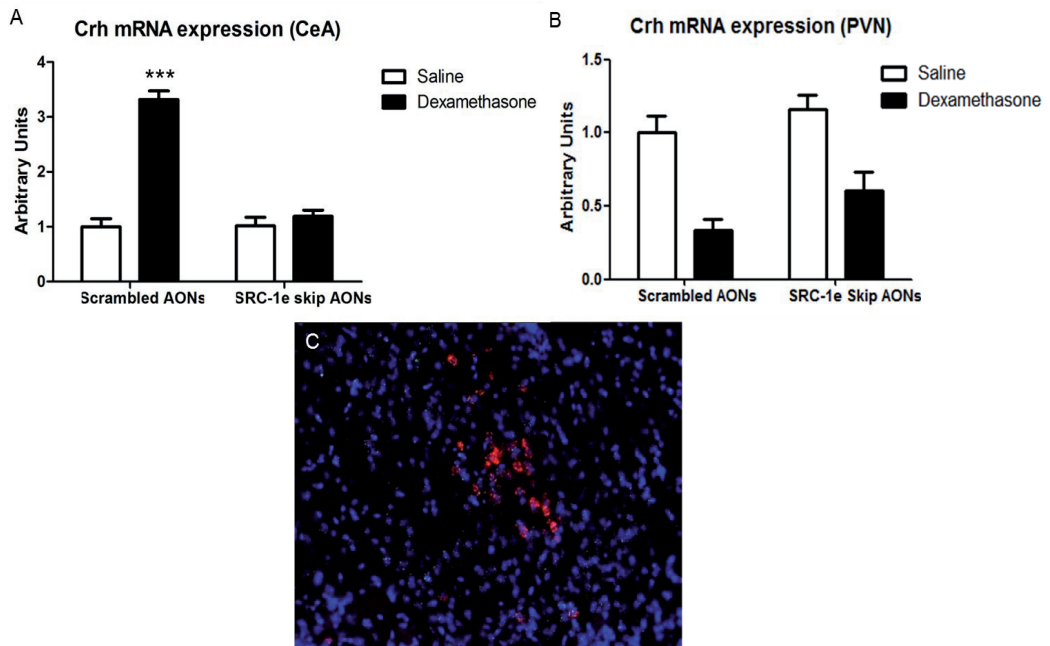 A
Crh mRNA expression (CeA)
Arbitrary Units
4
3
2
1
0
***
Saline
Dexamethasone
Scrambled AONs
SRC-1e skip AONs
B
Crh mRNA expression (PVN)
Arbitrary Units
1.5
1.0
0.5
0.0
Saline
Dexamethasone
Scrambled AONs
SRC-1e Skip AONs
C